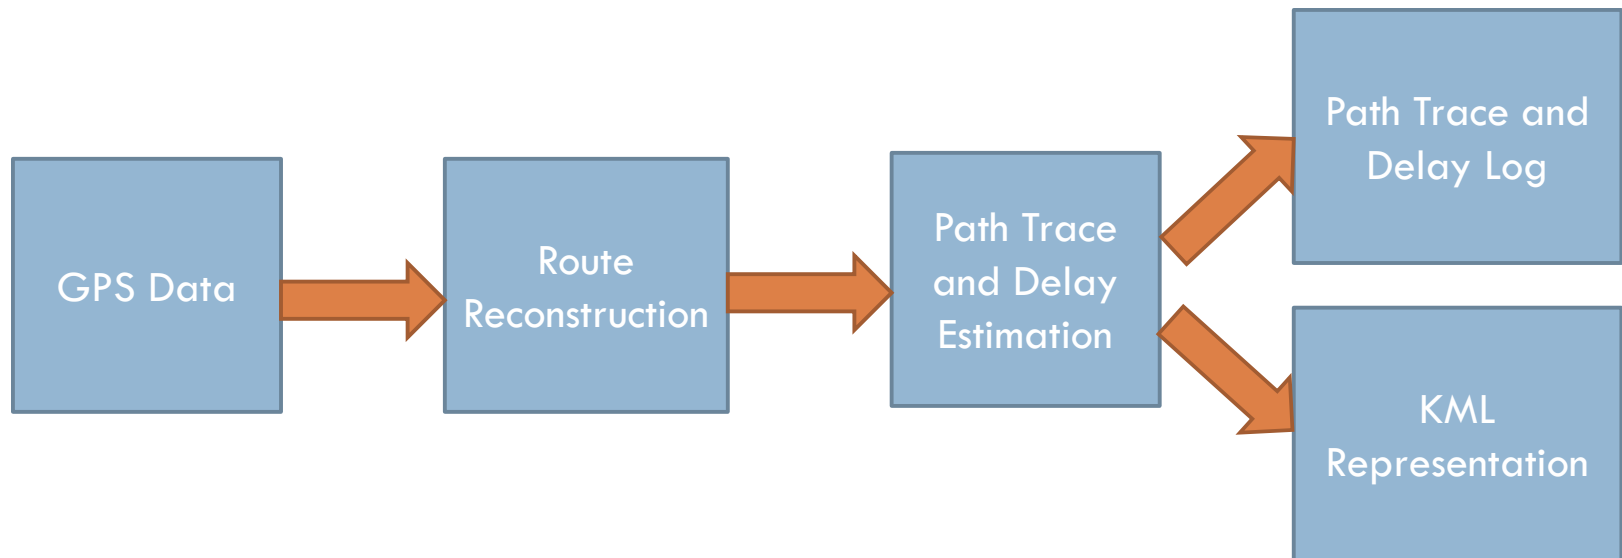 GPS Data
Route
Reconstruction
Path Trace
and Delay
Estimation
Path Trace and
Delay Log
KML
Representation